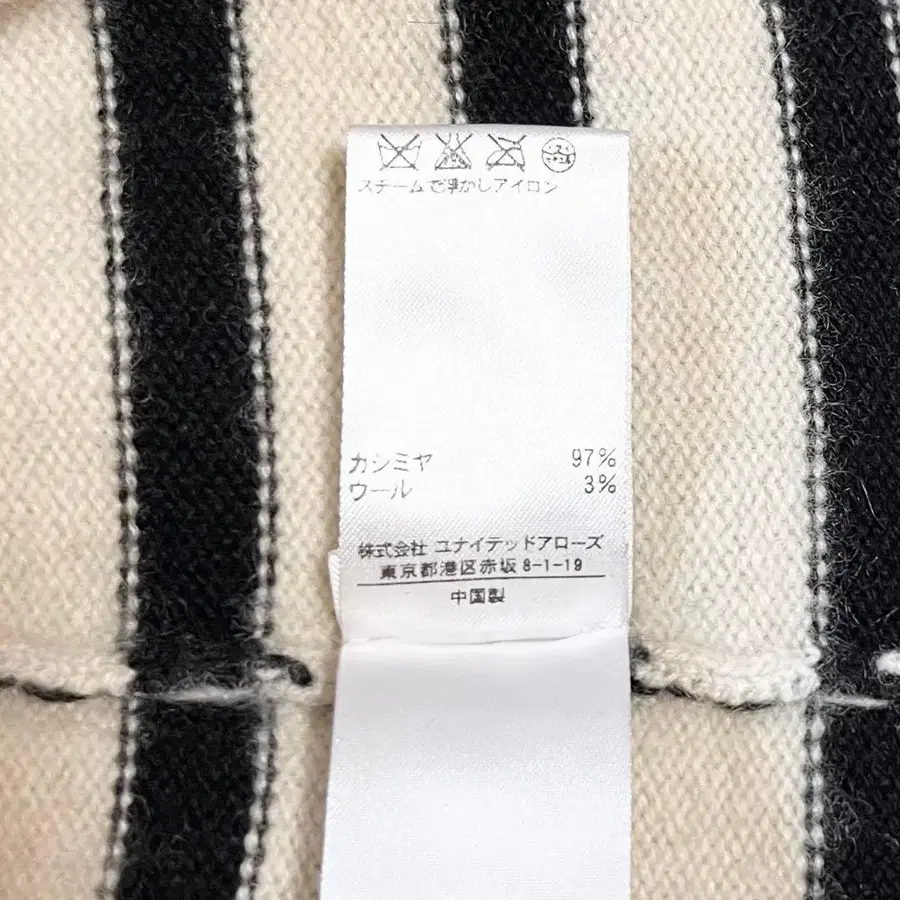 スチームで浮かしアイロン
カシミヤ 97%
ウール 3%
株式会社 ユナイテッドアローズ
東京都港区赤坂8-1-19
中国製